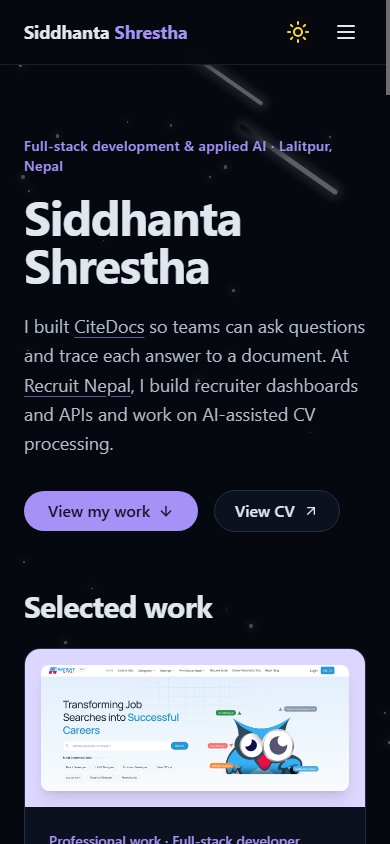 Siddhanta Shrestha
Full-stack development & applied AI · Lalitpur,
Nepal
Siddhanta
Shrestha
I built CiteDocs so teams can ask questions
and trace each answer to a document. At
Recruit Nepal, I build recruiter dashboards
and APIs and work on AI-assisted CV
processing.
View my work ↓
View CV ↗
Selected work
Transforming Job
Searches into Successful
Careers
Professional work · Full-stack developer